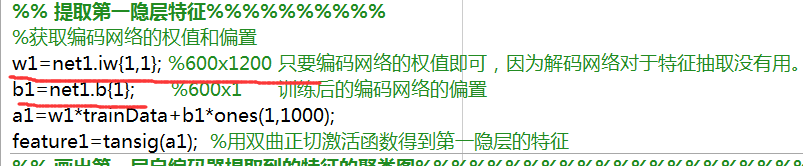 %% 提取第一隐层特征%%%%%%%%%%
%获取编码网络的权值和偏置
w1=net1.iw{1,1}; %600x1200 只要编码网络的权值即可，因为解码网络对于特征抽取没有用。
b1=net1.b{1}; %600x1 训练后的编码网络的偏置
a1=w1*trainData+b1*ones(1,1000);
feature1=tansig(a1); %用双曲正切激活函数得到第一隐层的特征
%% 画出第一层自编码器提取到的特征的聚类图%%%%%%%%%%%%%%%%%%